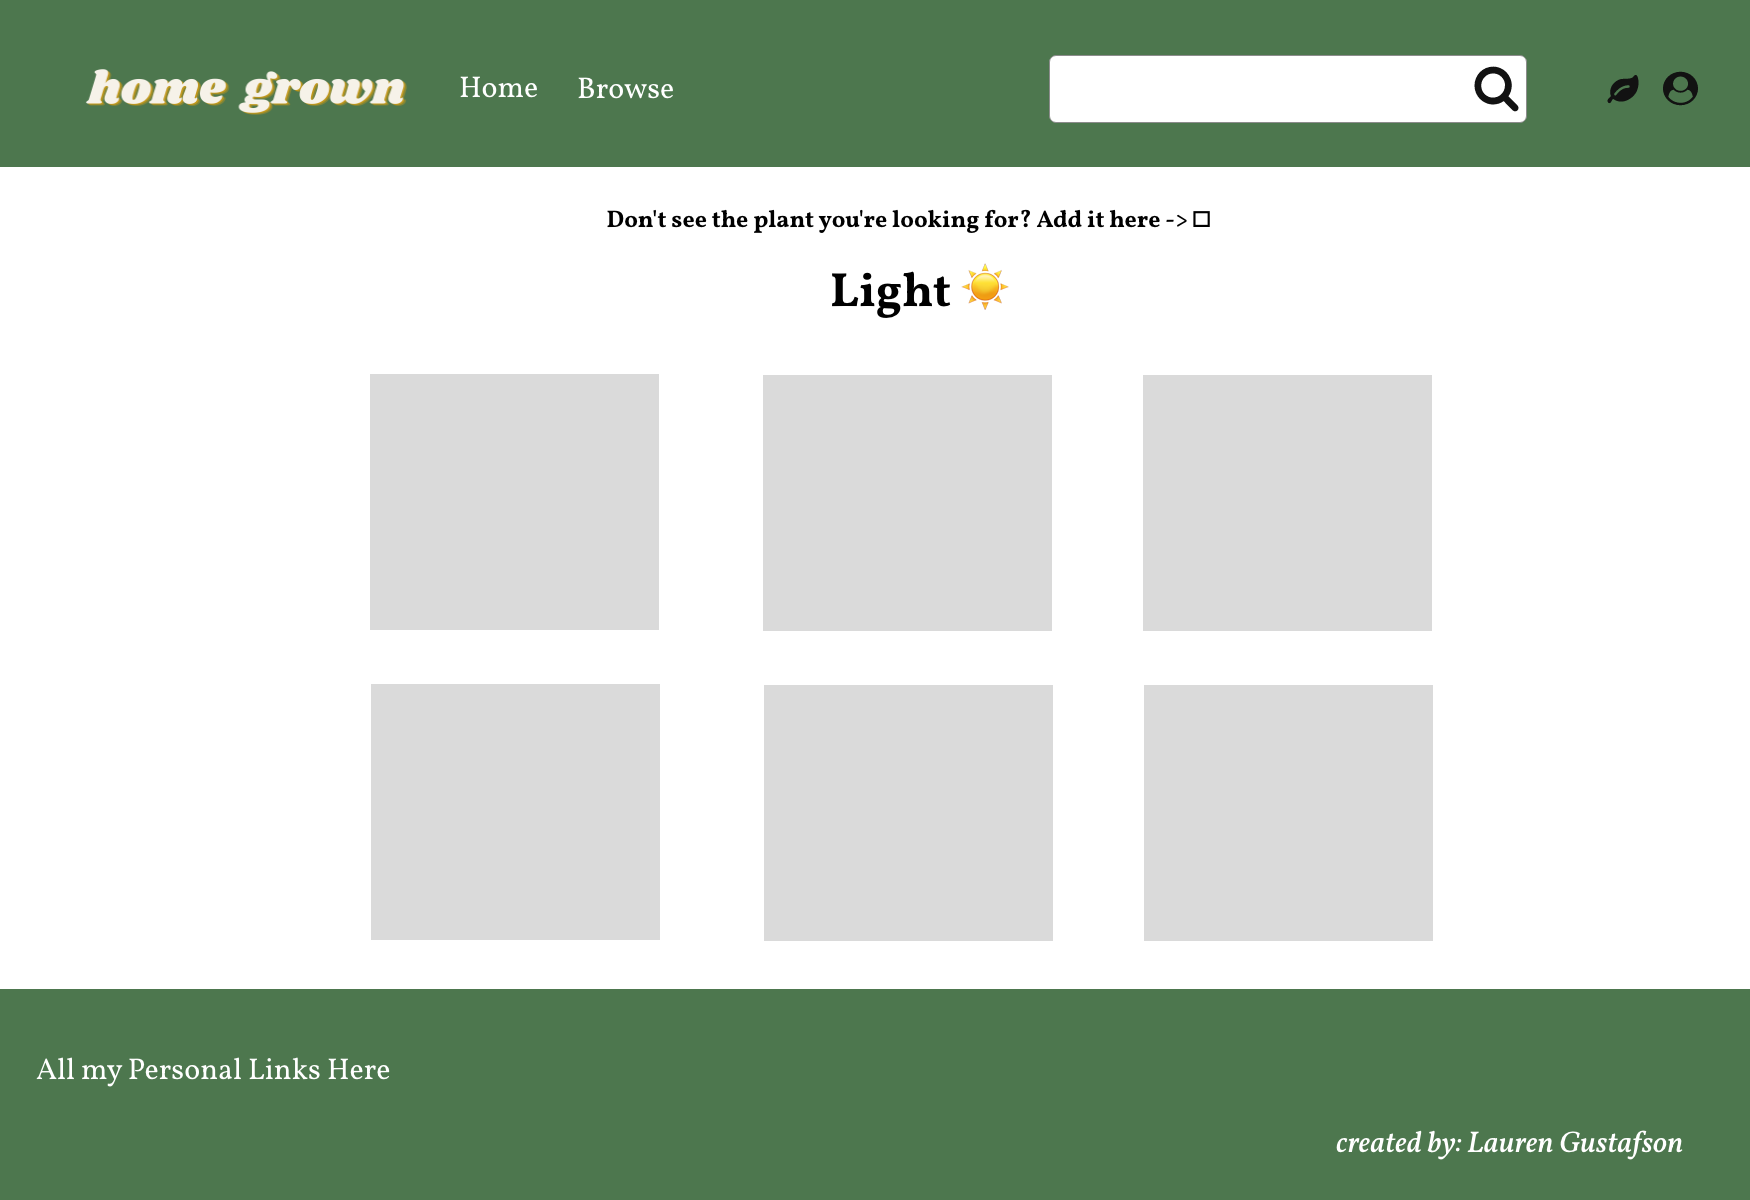 home grown
Home
Browse
Don't see the plant you're looking for? Add it here -> □
Light ☀️
All my Personal Links Here
created by: Lauren Gustafson